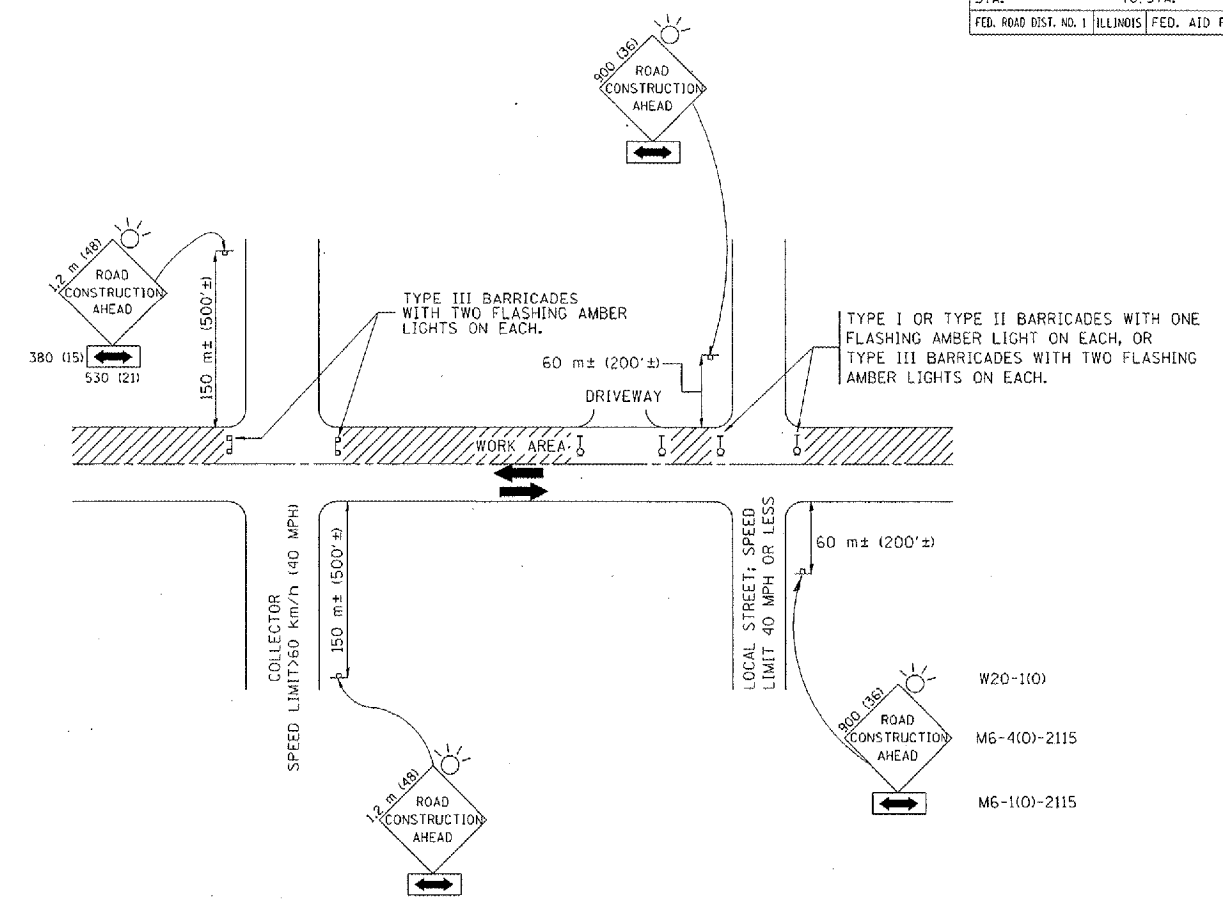 STA. TO STA.
FED. ROAD DIST. NO. 1 ILLINOIS FED. AID
900 (36)
ROAD
CONSTRUCTION
AHEAD
1.2 m (48)
ROAD
CONSTRUCTION
AHEAD
380 (15)
530 (21)
150 m± (500'±)
TYPE III BARRICADES
WITH TWO FLASHING AMBER
LIGHTS ON EACH.
60 m± (200'±)
DRIVEWAY
TYPE I OR TYPE II BARRICADES WITH ONE
FLASHING AMBER LIGHT ON EACH, OR
TYPE III BARRICADES WITH TWO FLASHING
AMBER LIGHTS ON EACH.
WORK AREA
COLLECTOR
SPEED LIMIT>60 km/h (40 MPH)
150 m± (500'±)
LOCAL STREET; SPEED
LIMIT 40 MPH OR LESS
60 m± (200'±)
1.2 m (48)
ROAD
CONSTRUCTION
AHEAD
900 (36)
ROAD
CONSTRUCTION
AHEAD
W20-1(O)
M6-4(O)-2115
M6-1(O)-2115